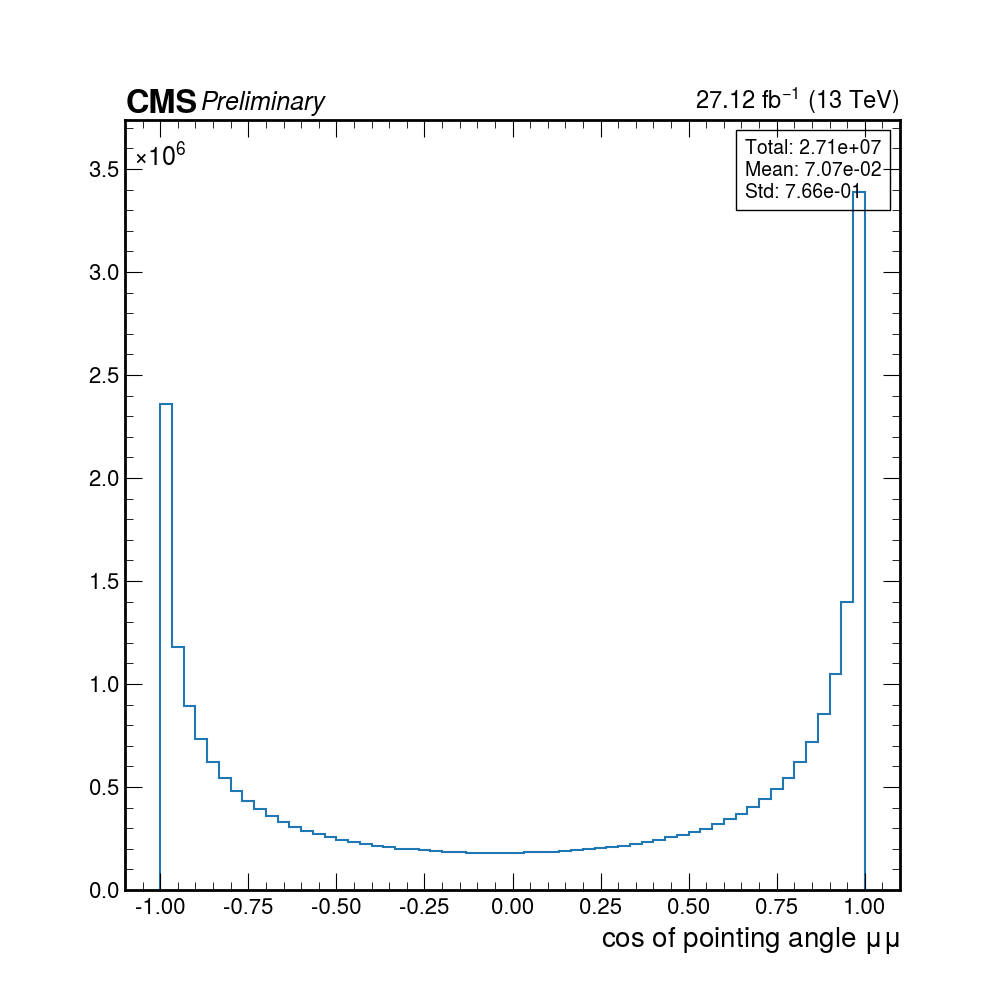 CMS Preliminary
27.12 fb⁻¹ (13 TeV)
×10⁶
Total: 2.71e+07
Mean: 7.07e-02
Std: 7.66e-01
3.5
3.0
2.5
2.0
1.5
1.0
0.5
0.0
-1.00 -0.75 -0.50 -0.25 0.00 0.25 0.50 0.75 1.00
cos of pointing angle μμ